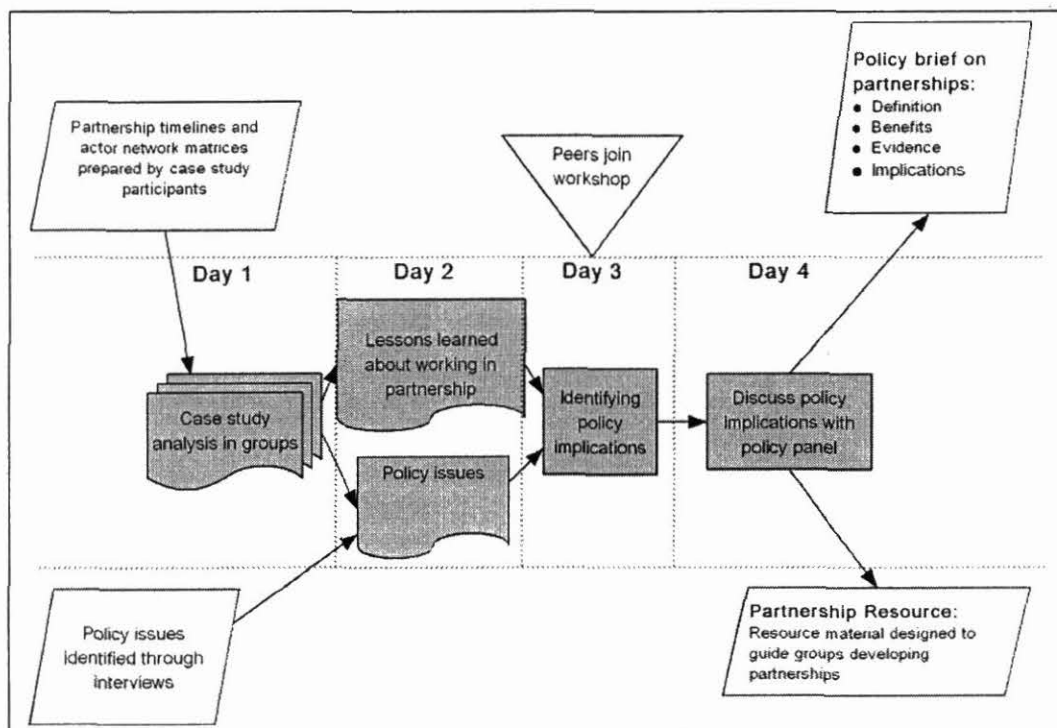 Policy brief on
partnerships:
● Definition
● Benefits
● Evidence
● Implications
Partnership timelines and
actor network matrices
prepared by case study
participants
Peers join
workshop
Day 1
Day 2
Day 3
Day 4
Lessons learned
about working in
partnership
Case study
analysis in groups
Identifying
policy
implications
Discuss policy
implications with
policy panel
Policy issues
Policy issues
identified through
interviews
Partnership Resource:
Resource material designed to
guide groups developing
partnerships